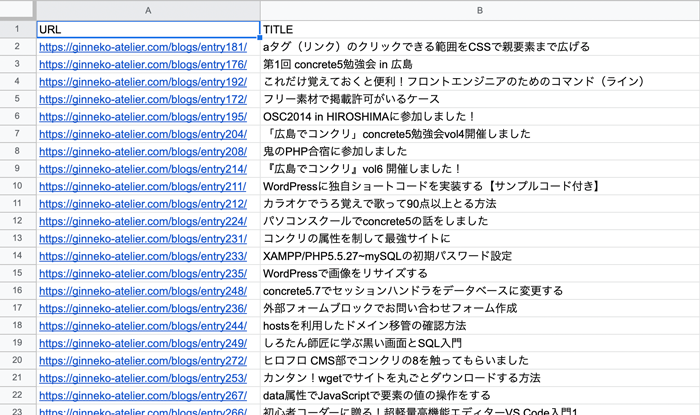 A B
1 URL TITLE
2 https://ginneko-atelier.com/blogs/entry181/ aタグ（リンク）のクリックできる範囲をCSSで親要素まで広げる
3 https://ginneko-atelier.com/blogs/entry176/ 第1回 concrete5勉強会 in 広島
4 https://ginneko-atelier.com/blogs/entry192/ これだけ覚えておくと便利！フロントエンジニアのためのコマンド（ライン）
5 https://ginneko-atelier.com/blogs/entry172/ フリー素材で掲載許可がいるケース
6 https://ginneko-atelier.com/blogs/entry195/ OSC2014 in HIROSHIMAに参加しました！
7 https://ginneko-atelier.com/blogs/entry204/ 「広島でコンクリ」concrete5勉強会vol4開催しました
8 https://ginneko-atelier.com/blogs/entry208/ 鬼のPHP合宿に参加しました
9 https://ginneko-atelier.com/blogs/entry214/ 『広島でコンクリ』vol6 開催しました！
10 https://ginneko-atelier.com/blogs/entry211/ WordPressに独自ショートコードを実装する【サンプルコード付き】
11 https://ginneko-atelier.com/blogs/entry212/ カラオケでうろ覚えで歌って90点以上とる方法
12 https://ginneko-atelier.com/blogs/entry224/ パソコンスクールでconcrete5の話をしました
13 https://ginneko-atelier.com/blogs/entry231/ コンクリの属性を制して最強サイトに
14 https://ginneko-atelier.com/blogs/entry233/ XAMPP/PHP5.5.27~mySQLの初期パスワード設定
15 https://ginneko-atelier.com/blogs/entry235/ WordPressで画像をリサイズする
16 https://ginneko-atelier.com/blogs/entry248/ concrete5.7でセッションハンドラをデータベースに変更する
17 https://ginneko-atelier.com/blogs/entry236/ 外部フォームブロックでお問い合わせフォーム作成
18 https://ginneko-atelier.com/blogs/entry244/ hostsを利用したドメイン移管の確認方法
19 https://ginneko-atelier.com/blogs/entry249/ しろたん師匠に学ぶ黒い画面とSQL入門
20 https://ginneko-atelier.com/blogs/entry272/ ヒロフロ CMS部でコンクリの8を触ってもらいました
21 https://ginneko-atelier.com/blogs/entry253/ カンタン！wgetでサイトを丸ごとダウンロードする方法
22 https://ginneko-atelier.com/blogs/entry267/ data属性でJavaScriptで要素の値の操作をする
23 https://ginneko-atelier.com/blogs/entry266/ 初心者コーダーに贈る！超軽量高機能エディターVS Code入門1